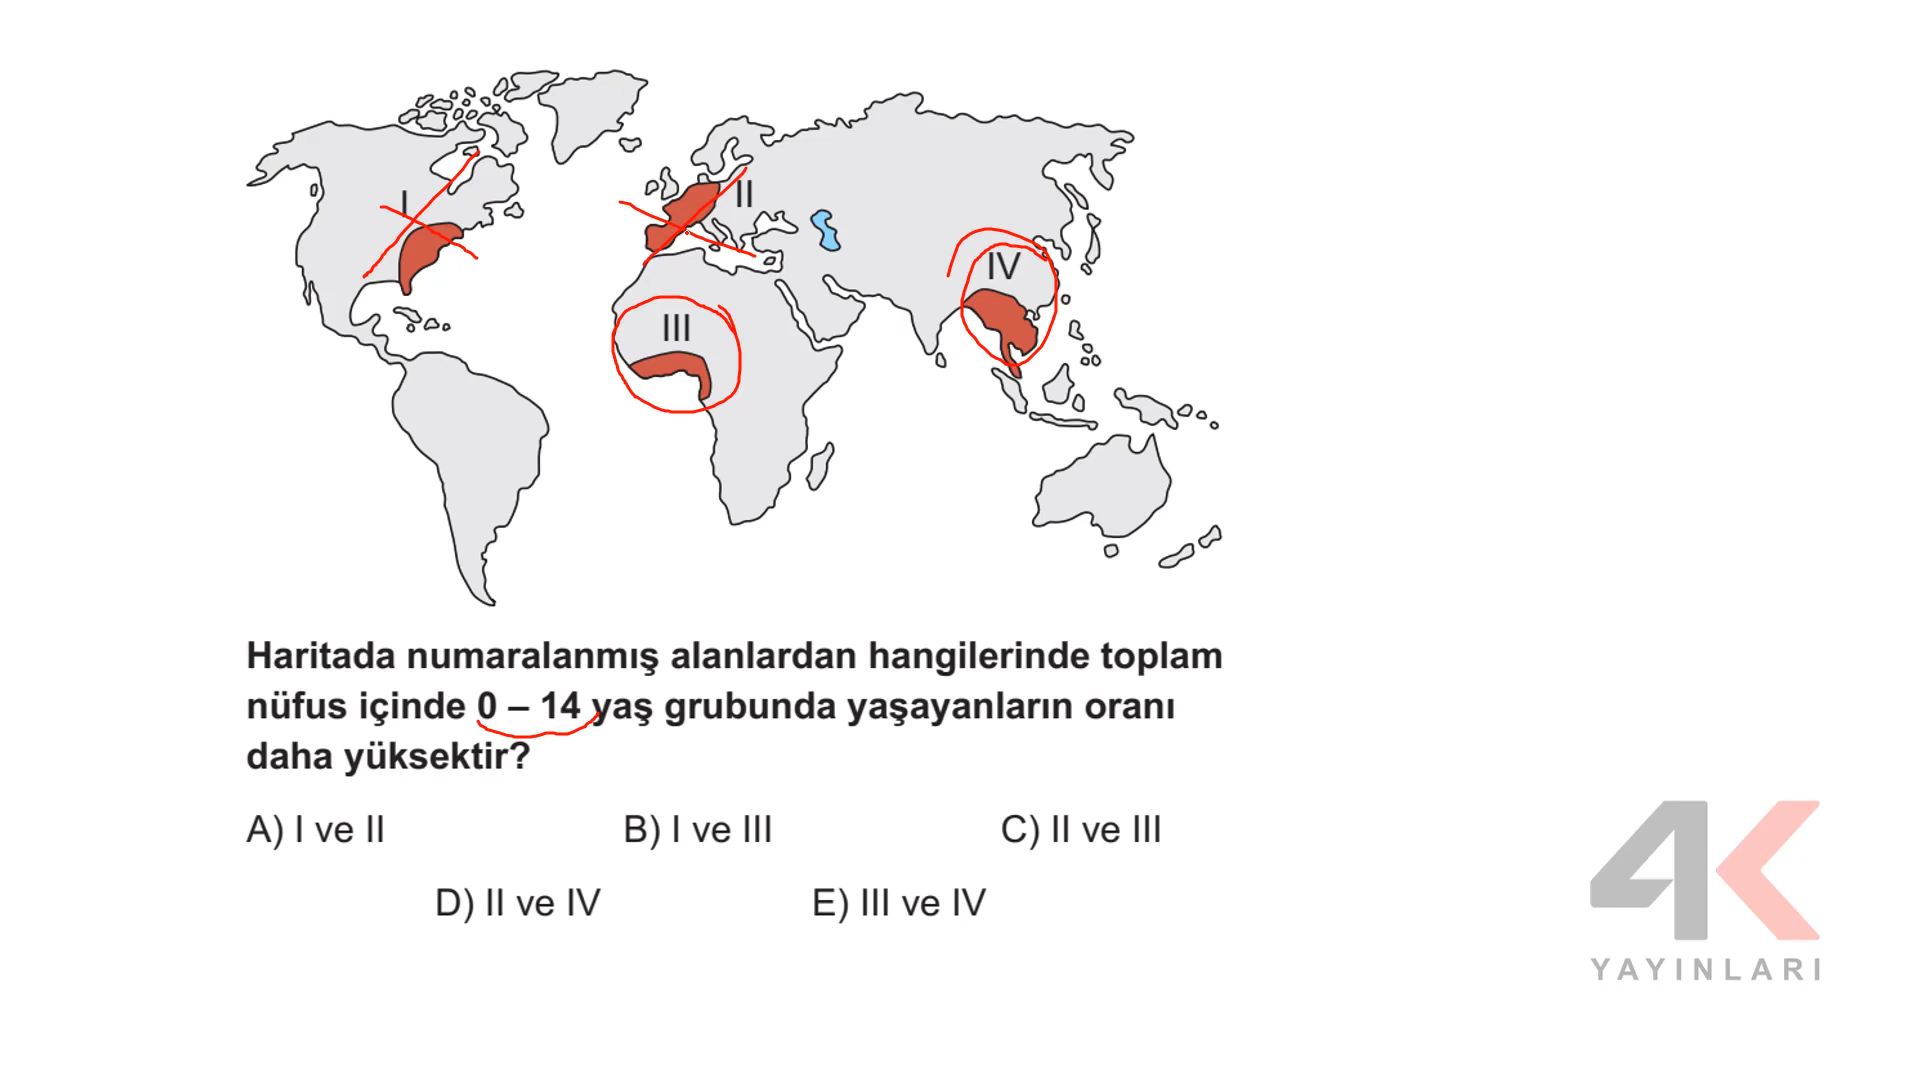 I
II
III
IV
Haritada numaralanmış alanlardan hangilerinde toplam
nüfus içinde 0 – 14 yaş grubunda yaşayanların oranı
daha yüksektir?
A) I ve II B) I ve III C) II ve III
D) II ve IV E) III ve IV
4K
YAYINLARI